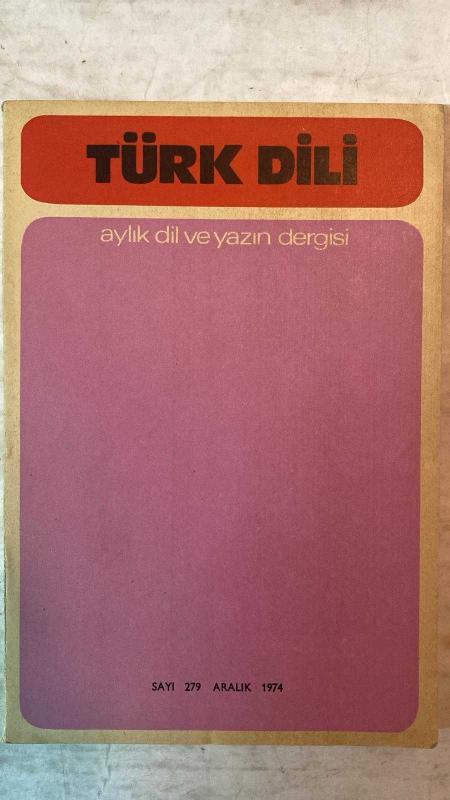 TÜRK DİLİ
aylık dil ve yazın dergisi
SAYI 279 ARALIK 1974